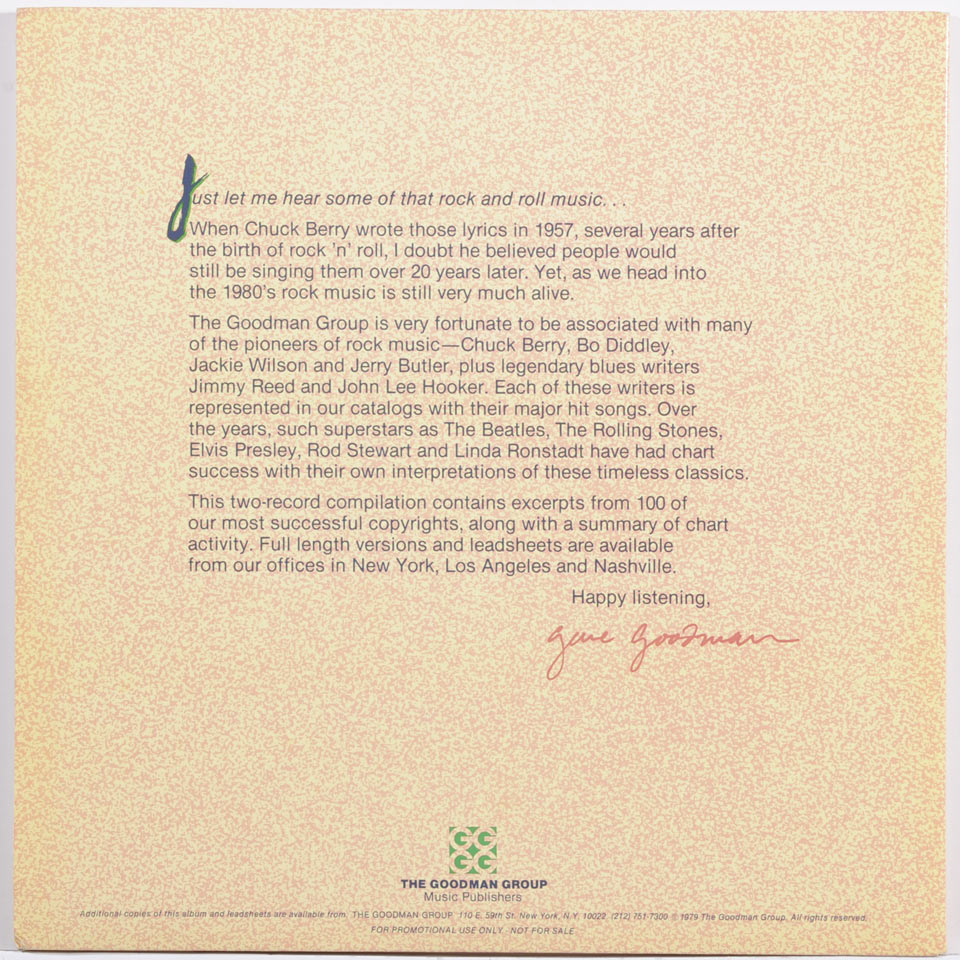 Just let me hear some of that rock and roll music. . .
When Chuck Berry wrote those lyrics in 1957, several years after
the birth of rock 'n' roll, I doubt he believed people would
still be singing them over 20 years later. Yet, as we head into
the 1980's rock music is still very much alive.
The Goodman Group is very fortunate to be associated with many
of the pioneers of rock music—Chuck Berry, Bo Diddley,
Jackie Wilson and Jerry Butler, plus legendary blues writers
Jimmy Reed and John Lee Hooker. Each of these writers is
represented in our catalogs with their major hit songs. Over
the years, such superstars as The Beatles, The Rolling Stones,
Elvis Presley, Rod Stewart and Linda Ronstadt have had chart
success with their own interpretations of these timeless classics.
This two-record compilation contains excerpts from 100 of
our most successful copyrights, along with a summary of chart
activity. Full length versions and leadsheets are available
from our offices in New York, Los Angeles and Nashville.
Happy listening,
Gene Goodman
GG
GG
THE GOODMAN GROUP
Music Publishers
Additional copies of this album and leadsheets are available from THE GOODMAN GROUP 110 E. 59th St. New York, N.Y. 10022 (212) 751-7300 © 1979 The Goodman Group. All rights reserved.
FOR PROMOTIONAL USE ONLY - NOT FOR SALE